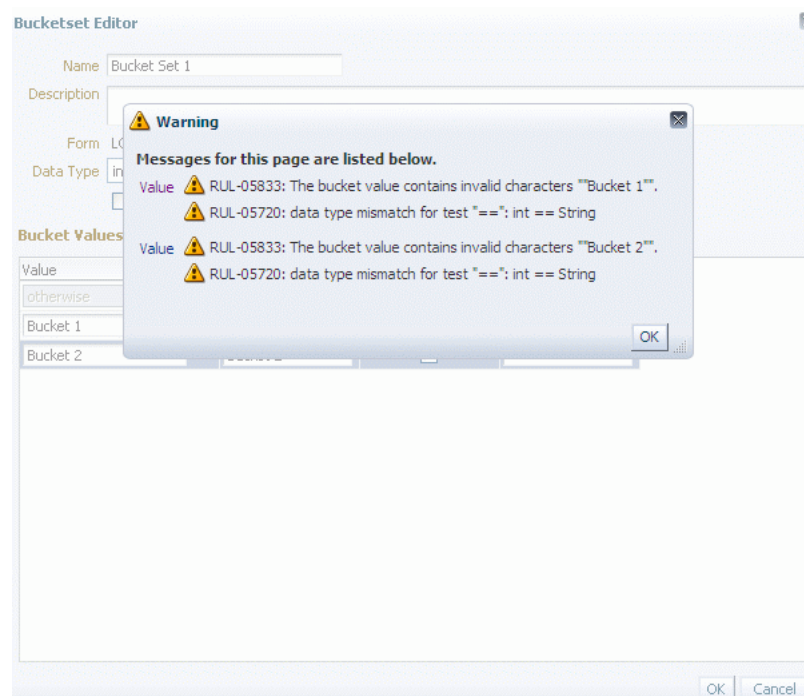 Bucketset Editor
Name Bucket Set 1
Description
Warning
Messages for this page are listed below.
Value RUL-05833: The bucket value contains invalid characters ""Bucket 1"".
RUL-05720: data type mismatch for test "==": int == String
Value RUL-05833: The bucket value contains invalid characters ""Bucket 2"".
RUL-05720: data type mismatch for test "==": int == String
OK
Form
Data Type in
Bucket Values
Value
otherwise
Bucket 1
Bucket 2
OK Cancel